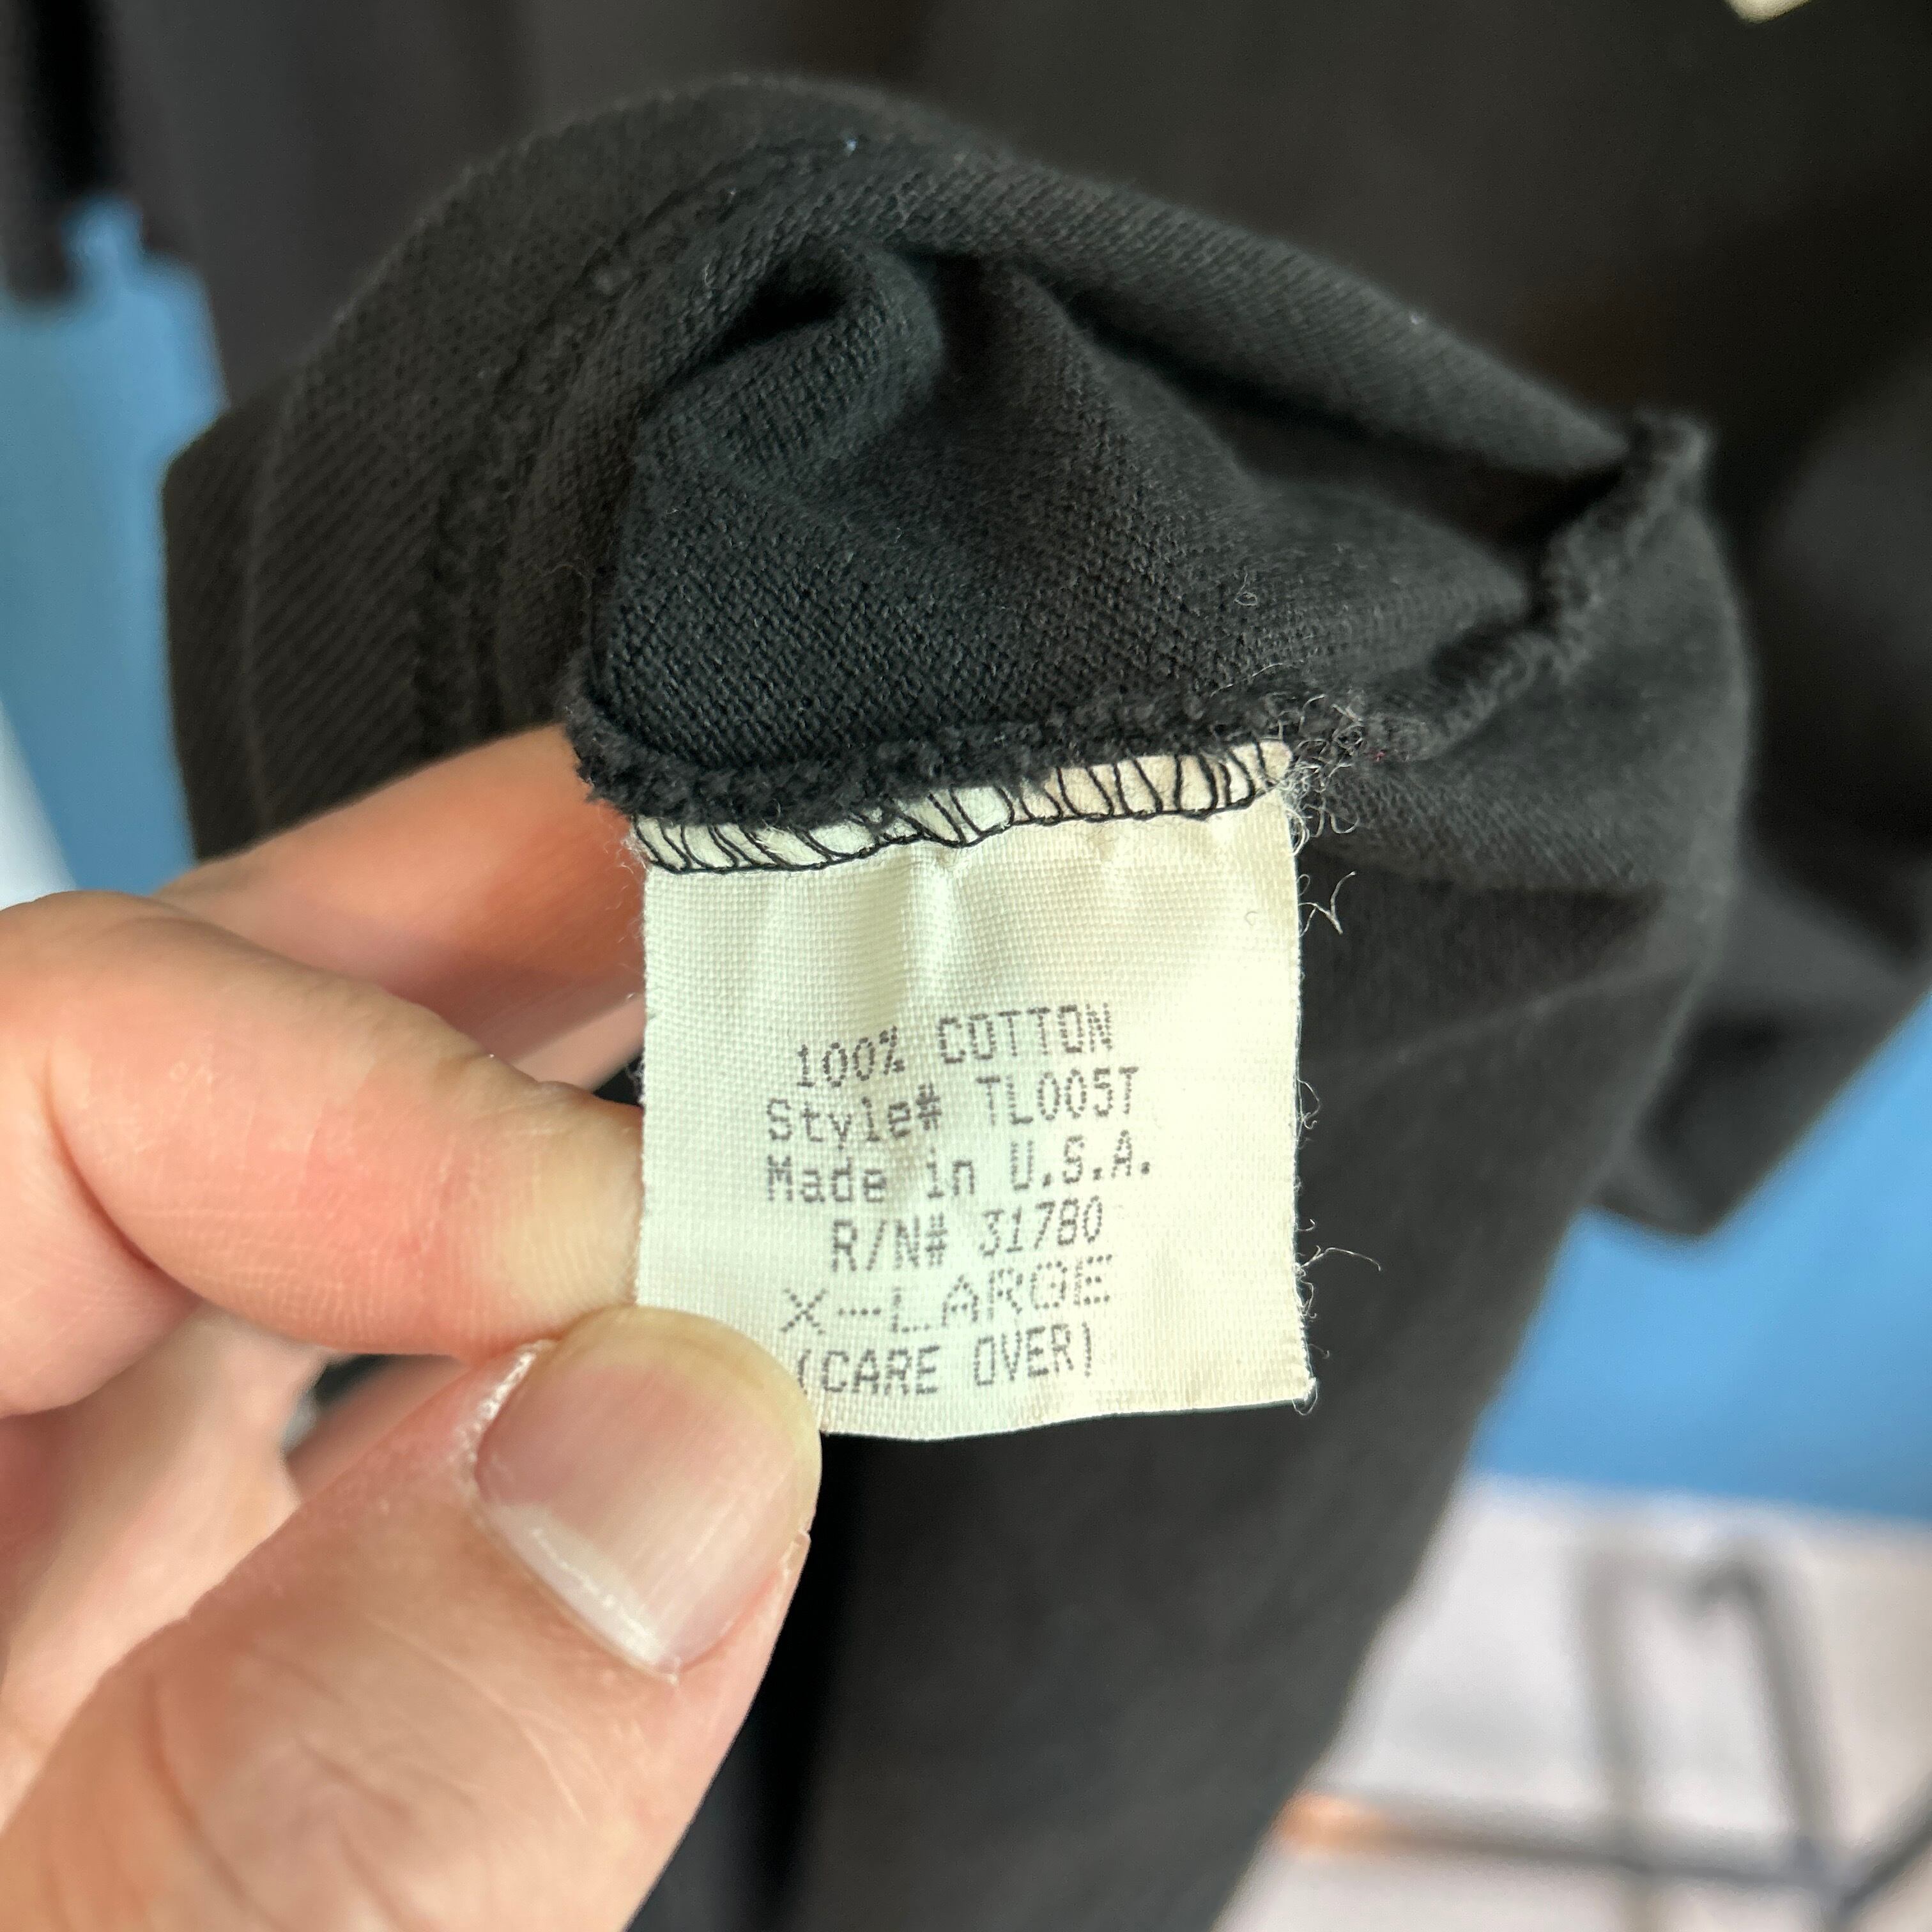 100% COTTON
Style# TL005T
Made in U.S.A.
R/N# 31780
X-LARGE
(CARE OVER)